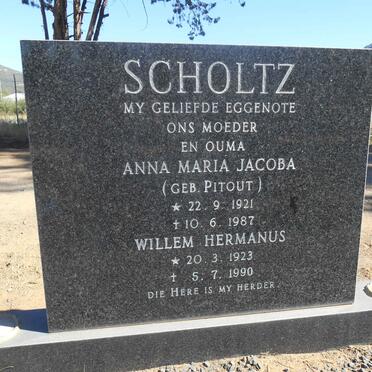 SCHOLTZ
MY GELIEFDE EGGENOTE
ONS MOEDER
EN OUMA
ANNA MARIA JACOBA
(GEB. PITOUT)
★ 22. 9. 1921
† 10. 6. 1987
WILLEM HERMANUS
★ 20. 3. 1923
† 5. 7. 1990
DIE HERE IS MY HERDER.